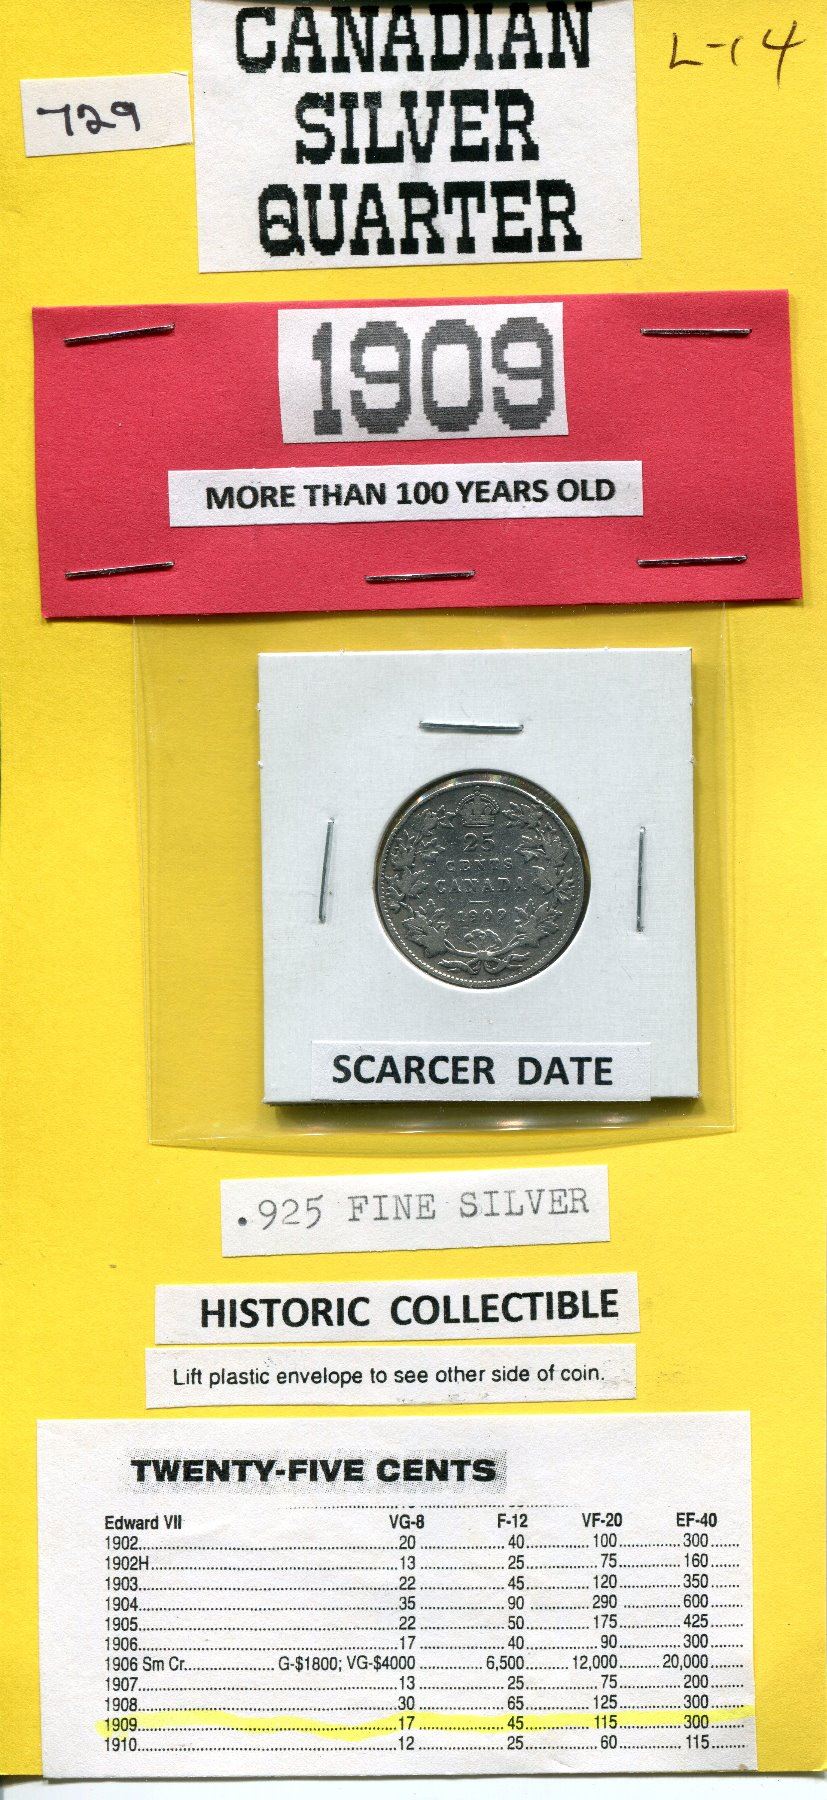 CANADIAN
L-14
729
SILVER
QUARTER
1909
MORE THAN 100 YEARS OLD
25
CENTS
CANADA
1909
SCARCER DATE
.925 FINE SILVER
HISTORIC COLLECTIBLE
Lift plastic envelope to see other side of coin.
TWENTY-FIVE CENTS
Edward VII VG-8 F-12 VF-20 EF-40
1902 20 40 100 300
1902H 13 25 75 160
1903 22 45 120 350
1904 35 90 290 600
1905 22 50 175 425
1906 17 40 90 300
1906 Sm Cr. G-$1800; VG-$4000 6,500 12,000 20,000
1907 13 25 75 200
1908 30 65 125 300
1909 17 45 115 300
1910 12 25 60 115